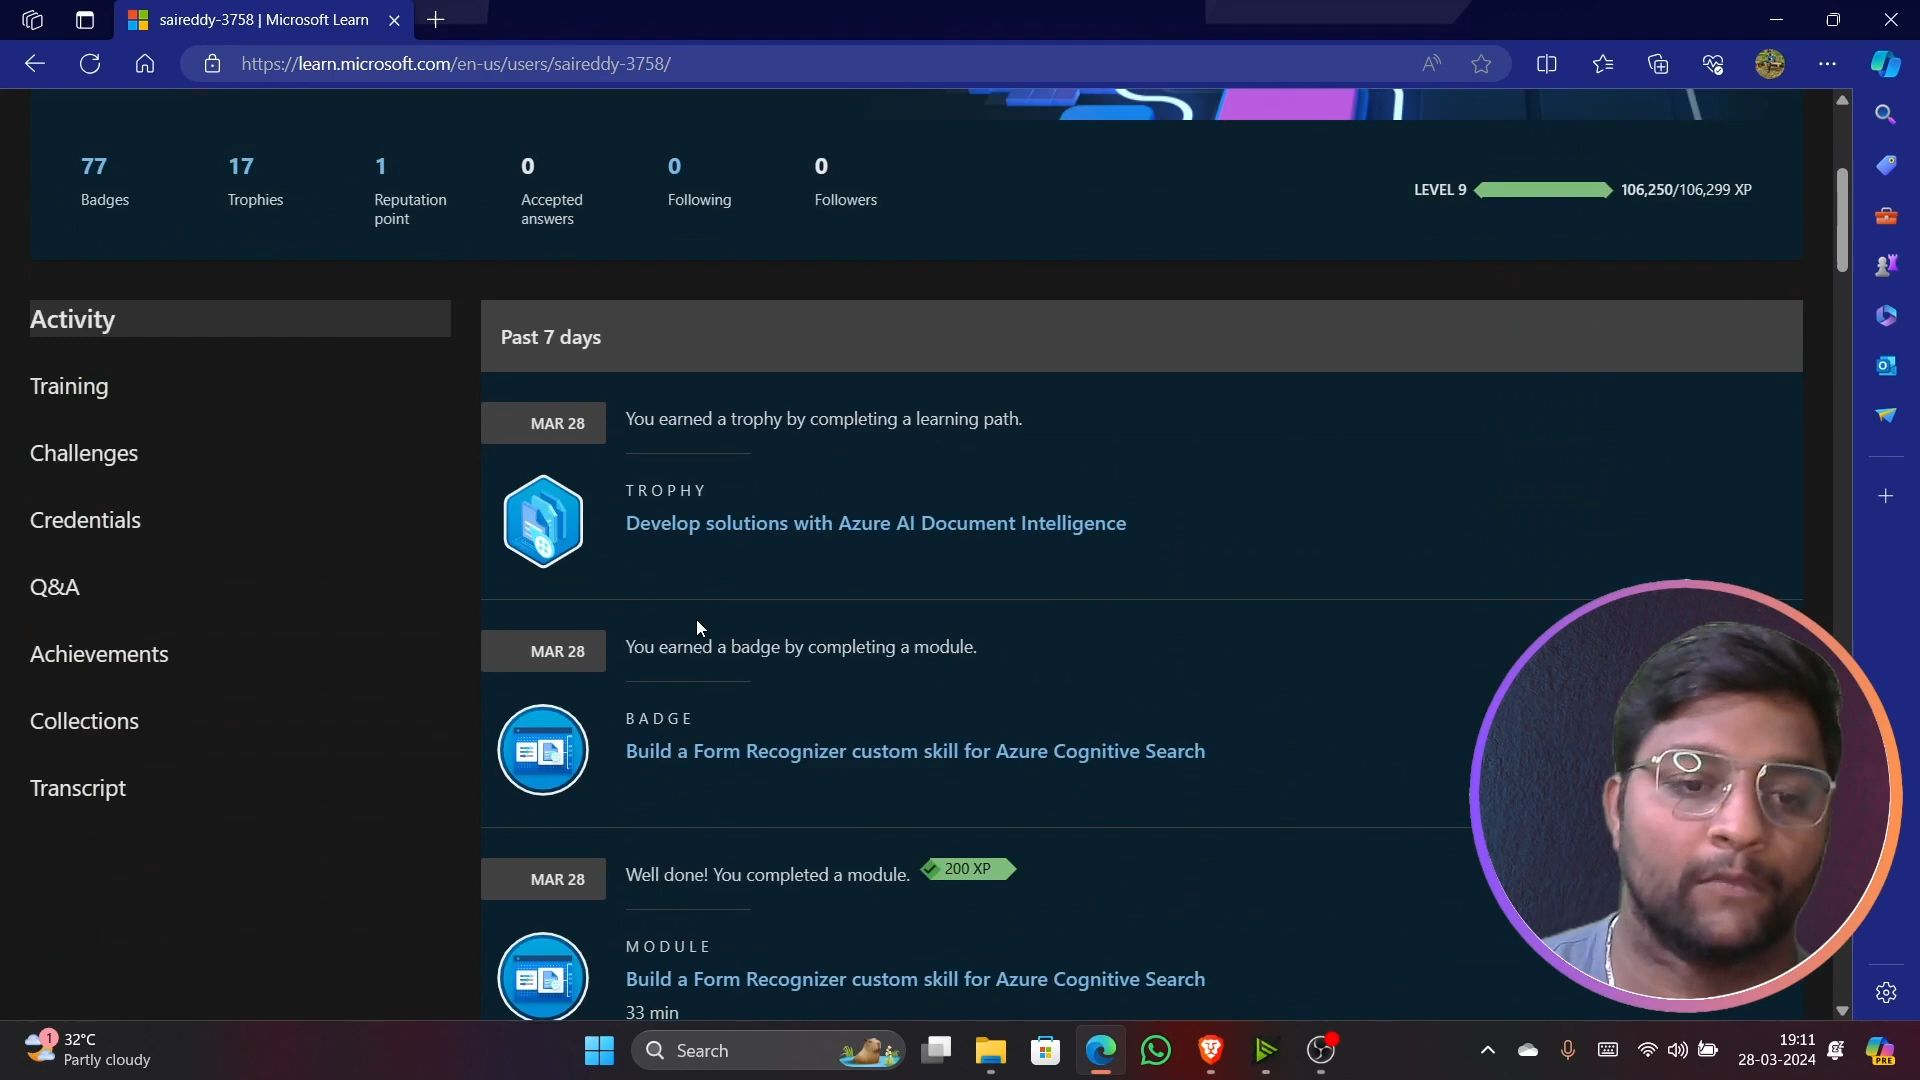 saireddy-3758 | Microsoft Learn
https://learn.microsoft.com/en-us/users/saireddy-3758/
77
Badges
17
Trophies
1
Reputation
point
0
Accepted
answers
0
Following
0
Followers
LEVEL 9
106,250/106,299 XP
Activity
Training
Challenges
Credentials
Q&A
Achievements
Collections
Transcript
Past 7 days
MAR 28
You earned a trophy by completing a learning path.
TROPHY
Develop solutions with Azure AI Document Intelligence
MAR 28
You earned a badge by completing a module.
BADGE
Build a Form Recognizer custom skill for Azure Cognitive Search
MAR 28
Well done! You completed a module.
200 XP
MODULE
Build a Form Recognizer custom skill for Azure Cognitive Search
33 min
1
32°C
Partly cloudy
Search
19:11
28-03-2024
PRE